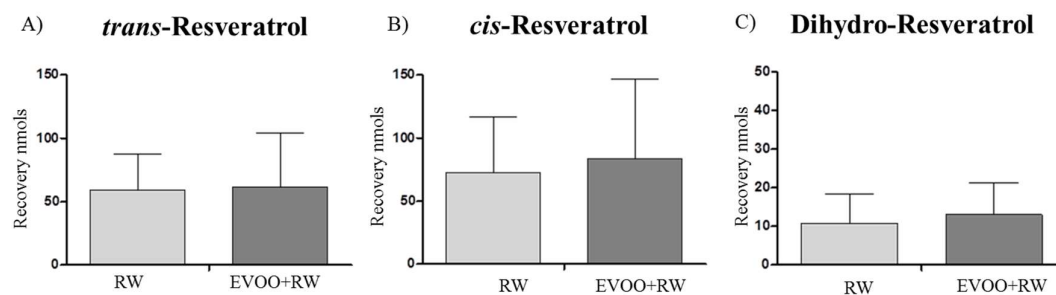 A) trans-Resveratrol
Recovery nmols
150
100
50
0
RW EVOO+RW
B) cis-Resveratrol
Recovery nmols
150
100
50
0
RW EVOO+RW
C) Dihydro-Resveratrol
Recovery nmols
50
40
30
20
10
0
RW EVOO+RW